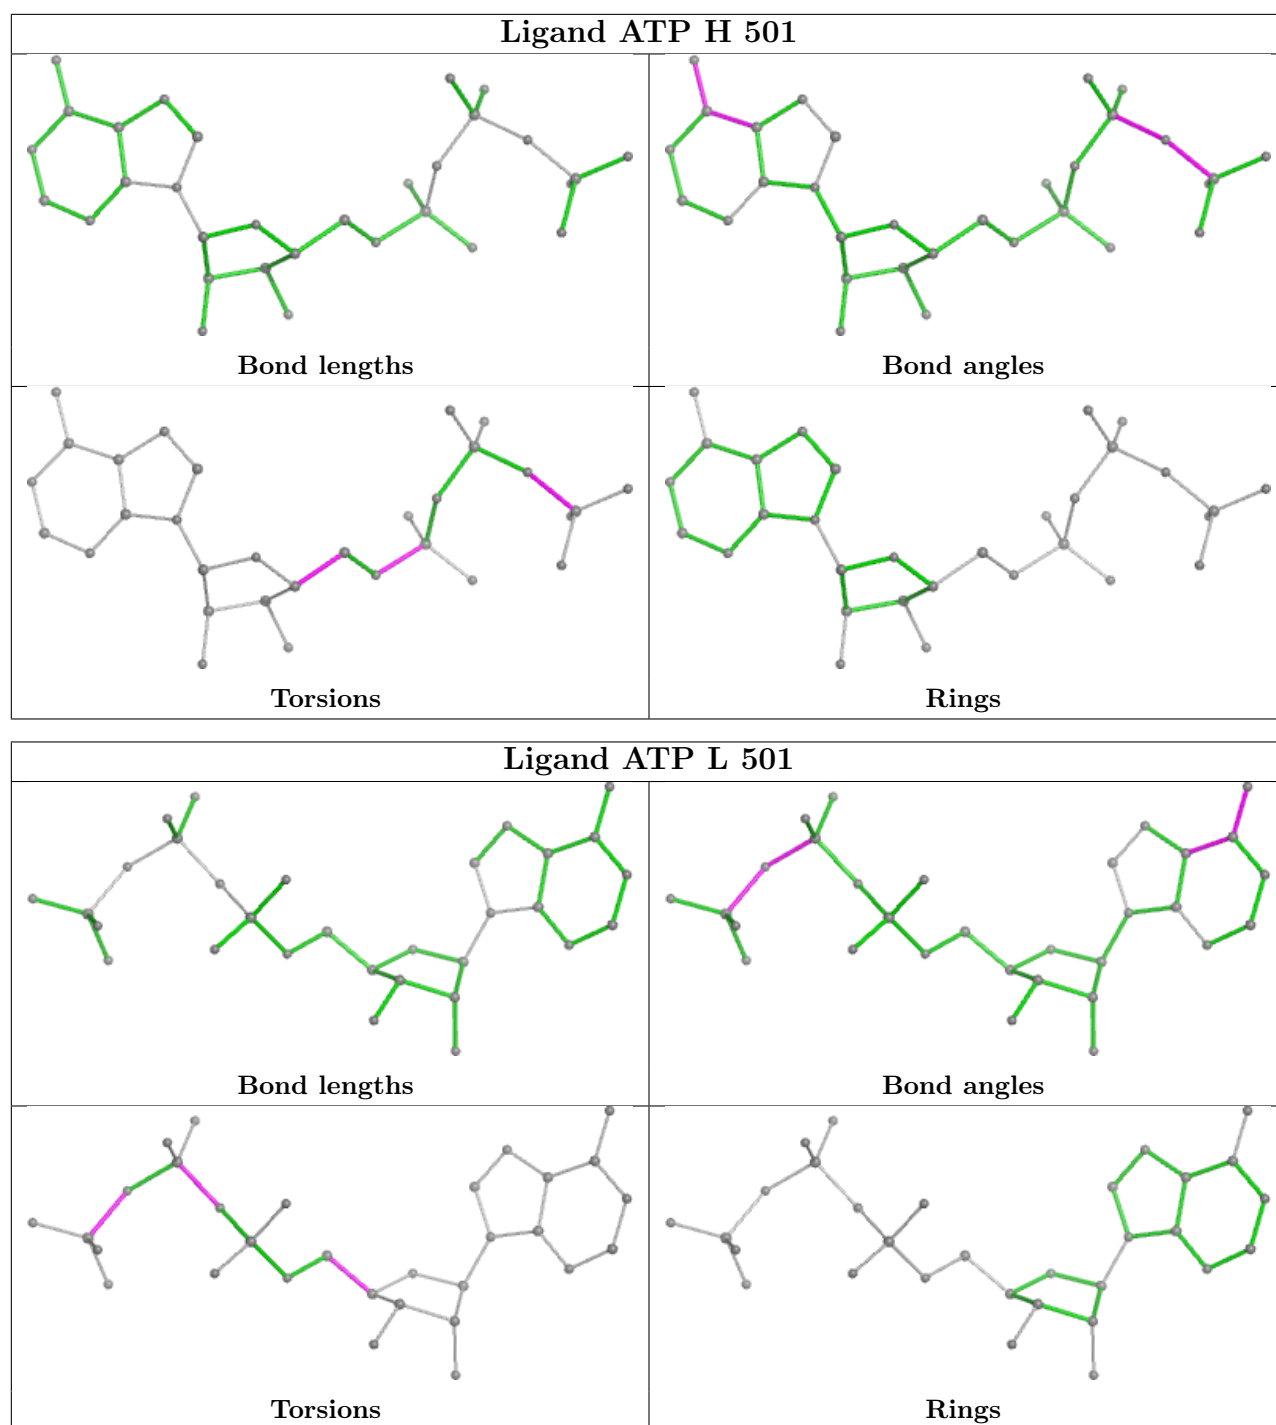 Ligand ATP H 501
Bond lengths
Bond angles
Torsions
Rings
Ligand ATP L 501
Bond lengths
Bond angles
Torsions
Rings